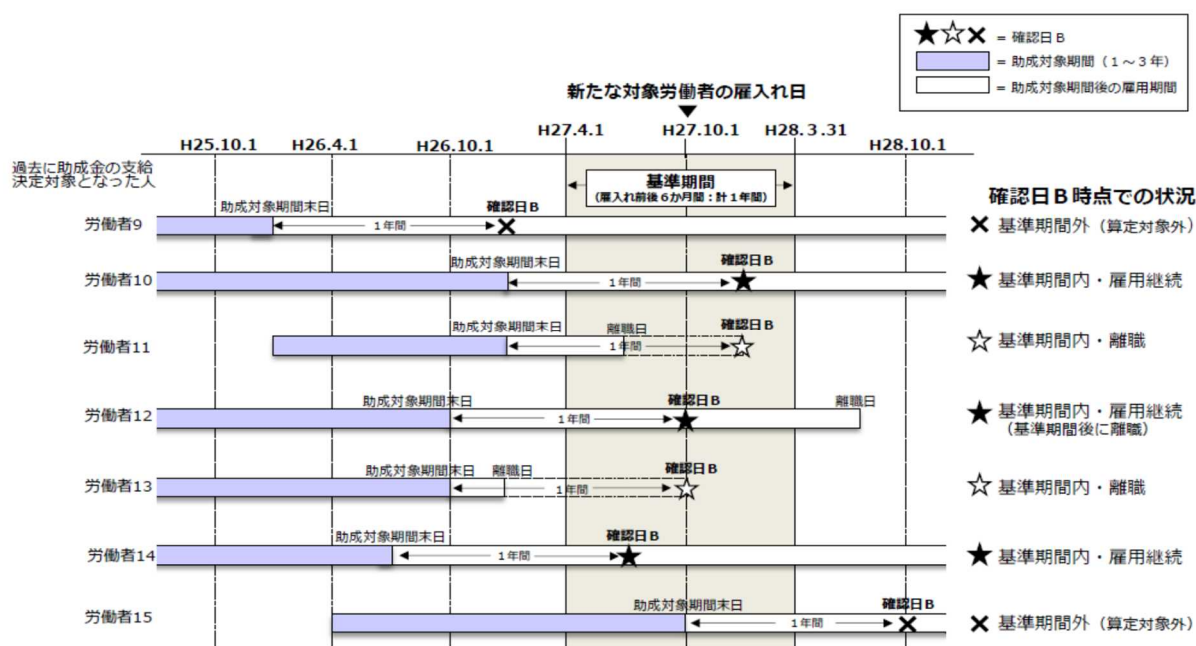 ★☆✕ = 確認日B
= 助成対象期間（1～3年）
= 助成対象期間後の雇用期間
新たな対象労働者の雇入れ日
▼
H25.10.1 H26.4.1 H26.10.1 H27.4.1 H27.10.1 H28.3.31 H28.10.1
過去に助成金の支給
決定対象となった人
基準期間
（雇入れ前後6か月間：計1年間）
確認日B時点での状況
助成対象期間末日 確認日B
労働者9 1年間 ✕ ✕ 基準期間外（算定対象外）
助成対象期間末日 確認日B
労働者10 1年間 ★ ★ 基準期間内・雇用継続
助成対象期間末日 離職日 確認日B
労働者11 1年間 ☆ ☆ 基準期間内・離職
助成対象期間末日 確認日B 離職日
労働者12 1年間 ★ ★ 基準期間内・雇用継続
（基準期間後に離職）
助成対象期間末日 離職日 確認日B
労働者13 1年間 ☆ ☆ 基準期間内・離職
助成対象期間末日 確認日B
労働者14 1年間 ★ ★ 基準期間内・雇用継続
助成対象期間末日 確認日B
労働者15 1年間 ✕ ✕ 基準期間外（算定対象外）